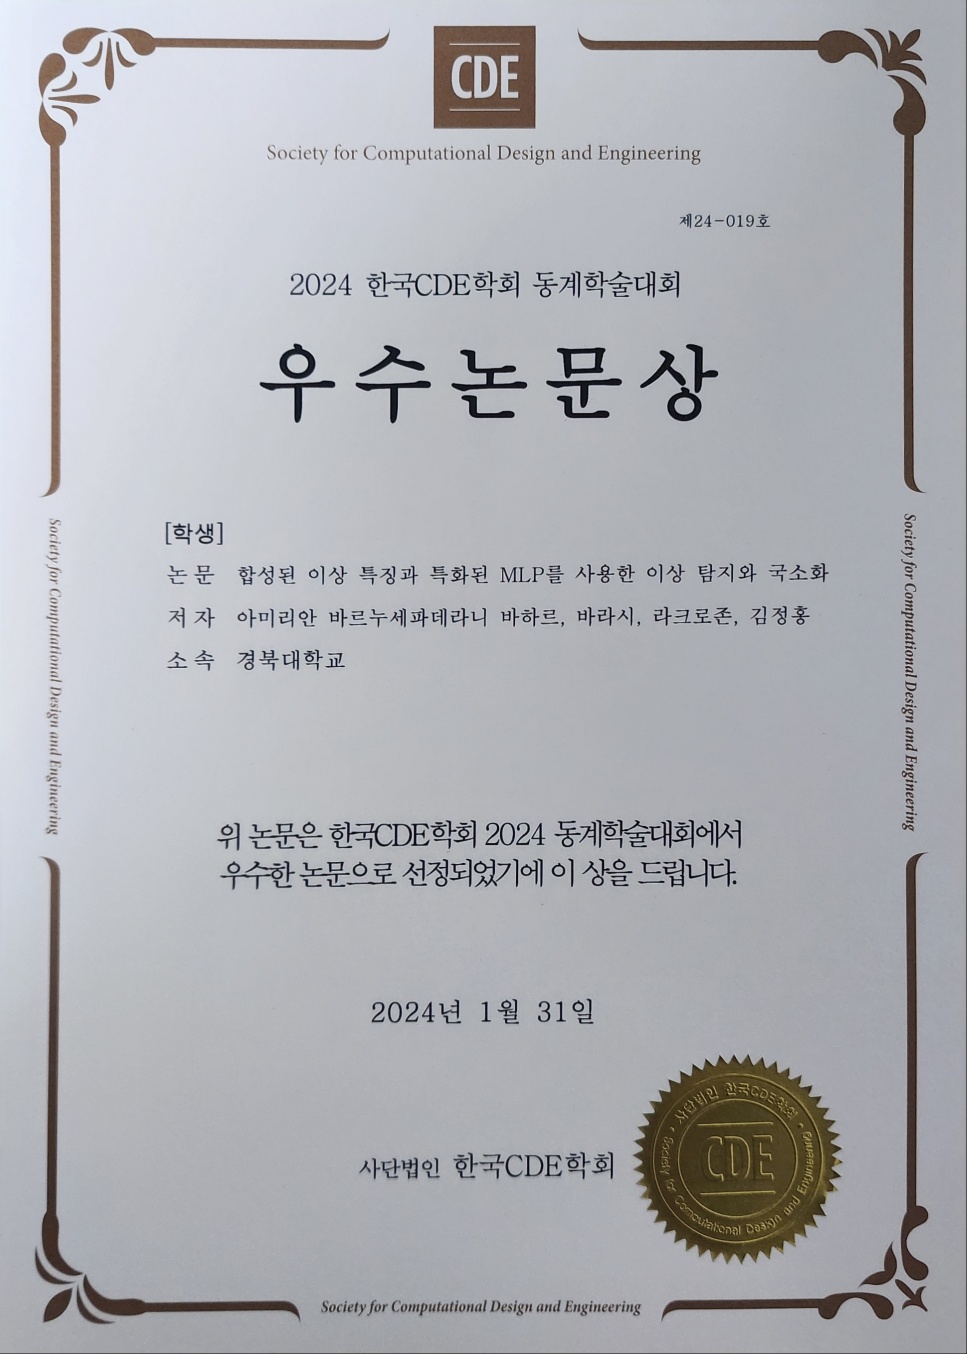 CDE
Society for Computational Design and Engineering
제24-019호
2024 한국CDE학회 동계학술대회
우수논문상
[학생]
논문 합성된 이상 특징과 특화된 MLP를 사용한 이상 탐지와 국소화
저자 아미리안 바르누세파데라니 바하르, 바라시, 라크로존, 김정홍
소속 경북대학교
Society for Computational Design and Engineering
Society for Computational Design and Engineering
위 논문은 한국CDE학회 2024 동계학술대회에서
우수한 논문으로 선정되었기에 이 상을 드립니다.
2024년 1월 31일
사단법인 한국CDE학회
사단법인 한국CDE학회
CDE
Society for Computational Design and Engineering
Society for Computational Design and Engineering